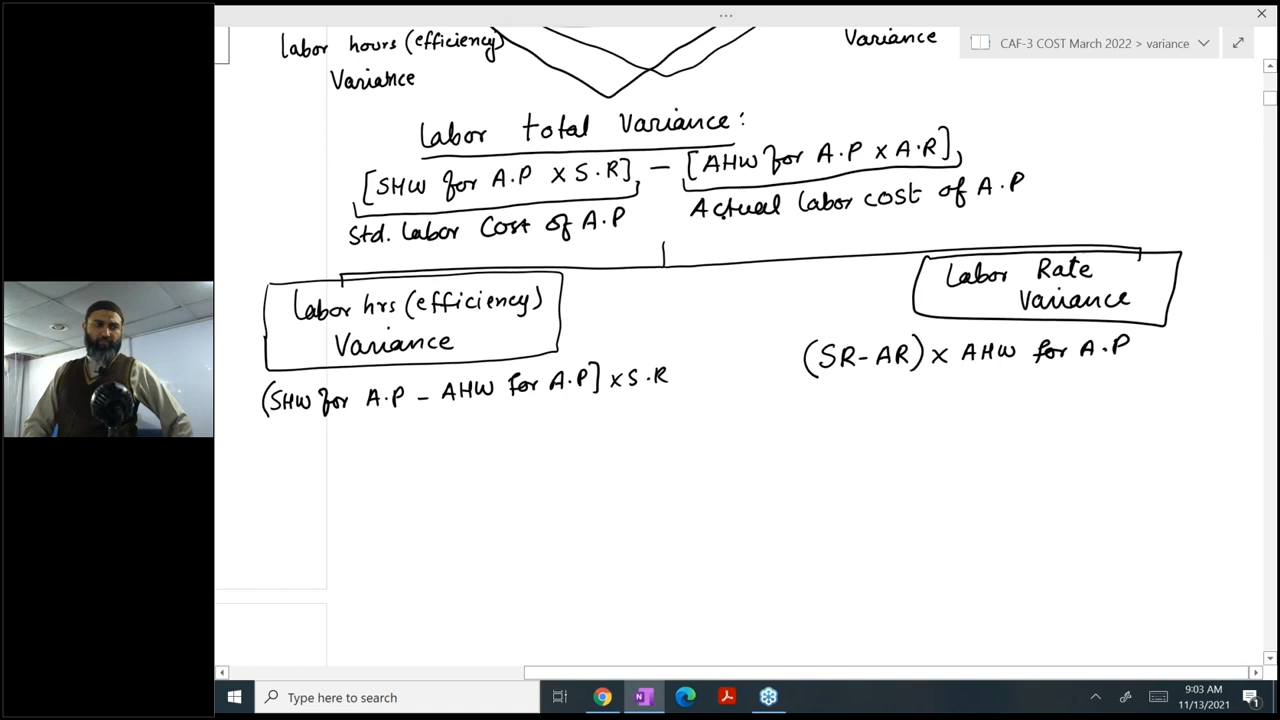 ...
labor hours (efficiency)
Variance
Variance
CAF-3 COST March 2022 > variance
Labor total Variance:
[SHW for A.P x S.R] - [AHW for A.P x A.R]
Std. labor Cost of A.P
Actual Labor cost of A.P
Labor hrs (efficiency)
Variance
(SHW for A.P - AHW for A.P] x S.R
Labor Rate
Variance
(SR-AR) x AHW for A.P
Type here to search
9:03 AM
11/13/2021
1